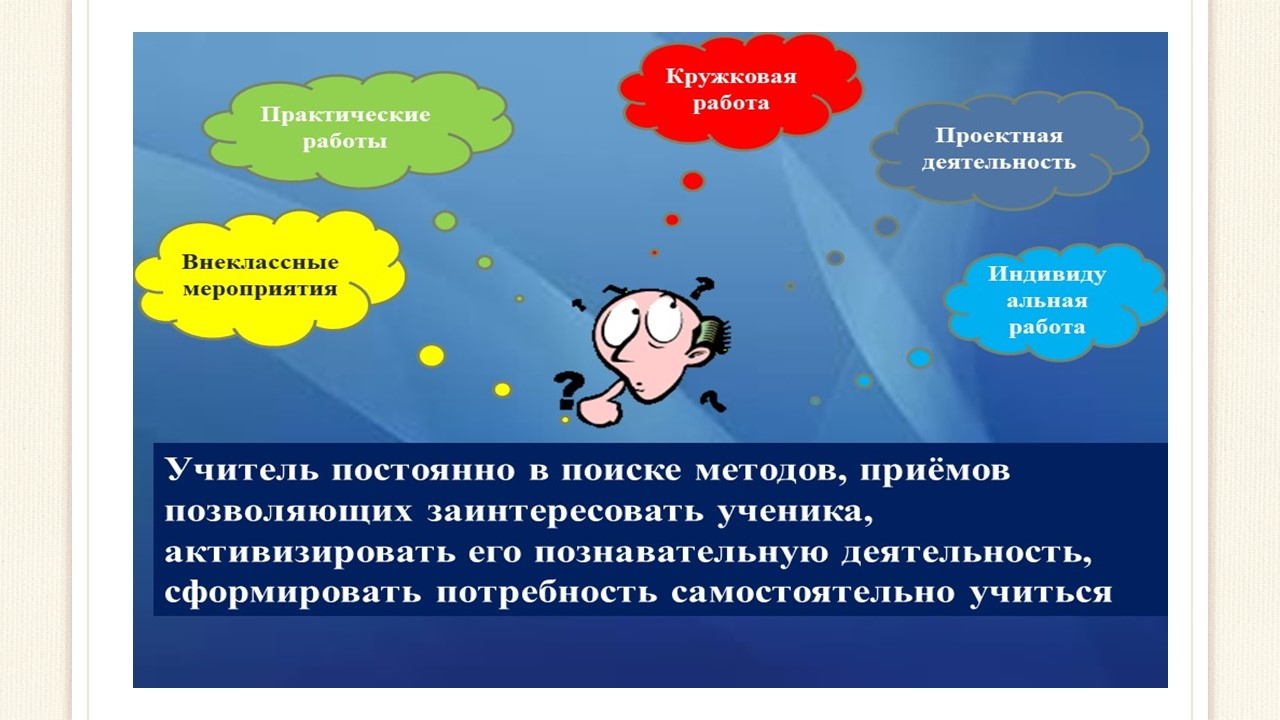 Кружковая
работа
Практические
работы
Проектная
деятельность
Внеклассные
мероприятия
Индивиду
альная
работа
?
?
?
Учитель постоянно в поиске методов, приёмов
позволяющих заинтересовать ученика,
активизировать его познавательную деятельность,
сформировать потребность самостоятельно учиться